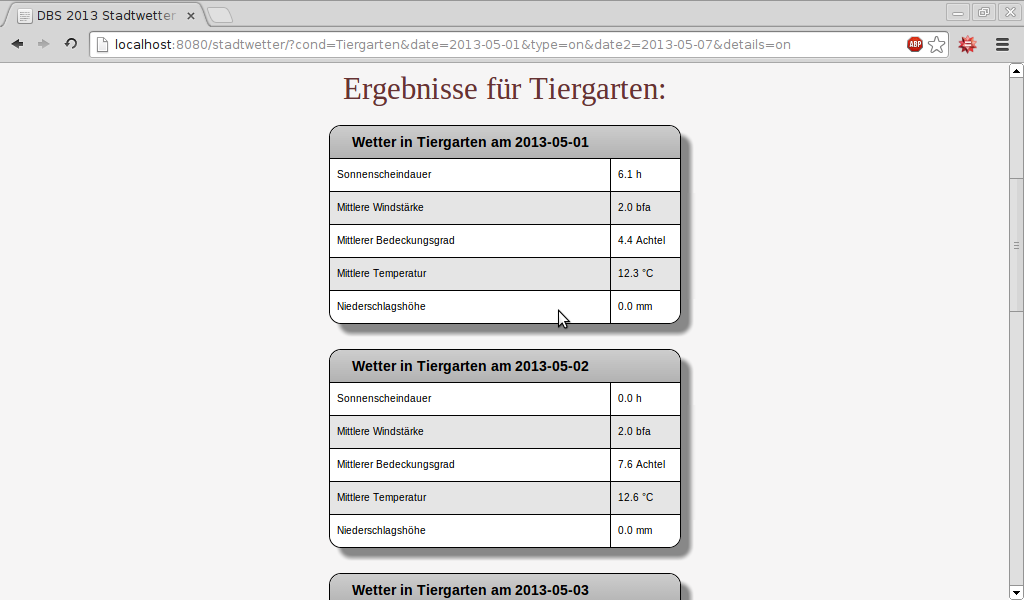 DBS 2013 Stadtwetter
localhost:8080/stadtwetter/?cond=Tiergarten&date=2013-05-01&type=on&date2=2013-05-07&details=on
ABP
Ergebnisse für Tiergarten:
Wetter in Tiergarten am 2013-05-01
Sonnenscheindauer 6.1 h
Mittlere Windstärke 2.0 bfa
Mittlerer Bedeckungsgrad 4.4 Achtel
Mittlere Temperatur 12.3 °C
Niederschlagshöhe 0.0 mm
Wetter in Tiergarten am 2013-05-02
Sonnenscheindauer 0.0 h
Mittlere Windstärke 2.0 bfa
Mittlerer Bedeckungsgrad 7.6 Achtel
Mittlere Temperatur 12.6 °C
Niederschlagshöhe 0.0 mm
Wetter in Tiergarten am 2013-05-03